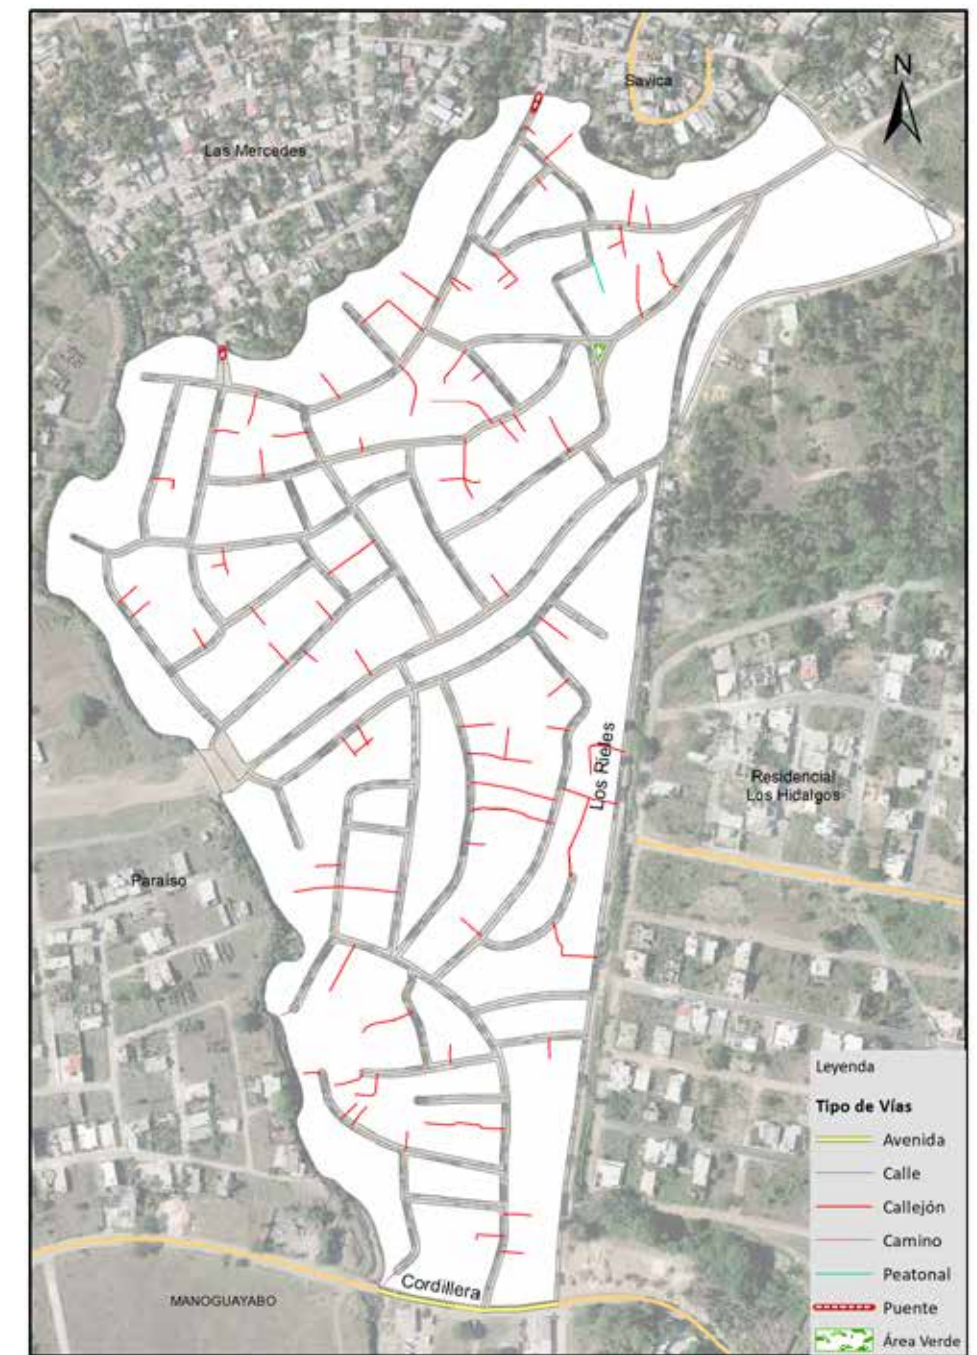 N
Savica
Las Mercedes
Los Rieles
Residencial
Los Hidalgos
Paraíso
Cordillera
MANOGUAYABO
Leyenda
Tipo de Vías
Avenida
Calle
Callejón
Camino
Peatonal
Puente
Área Verde